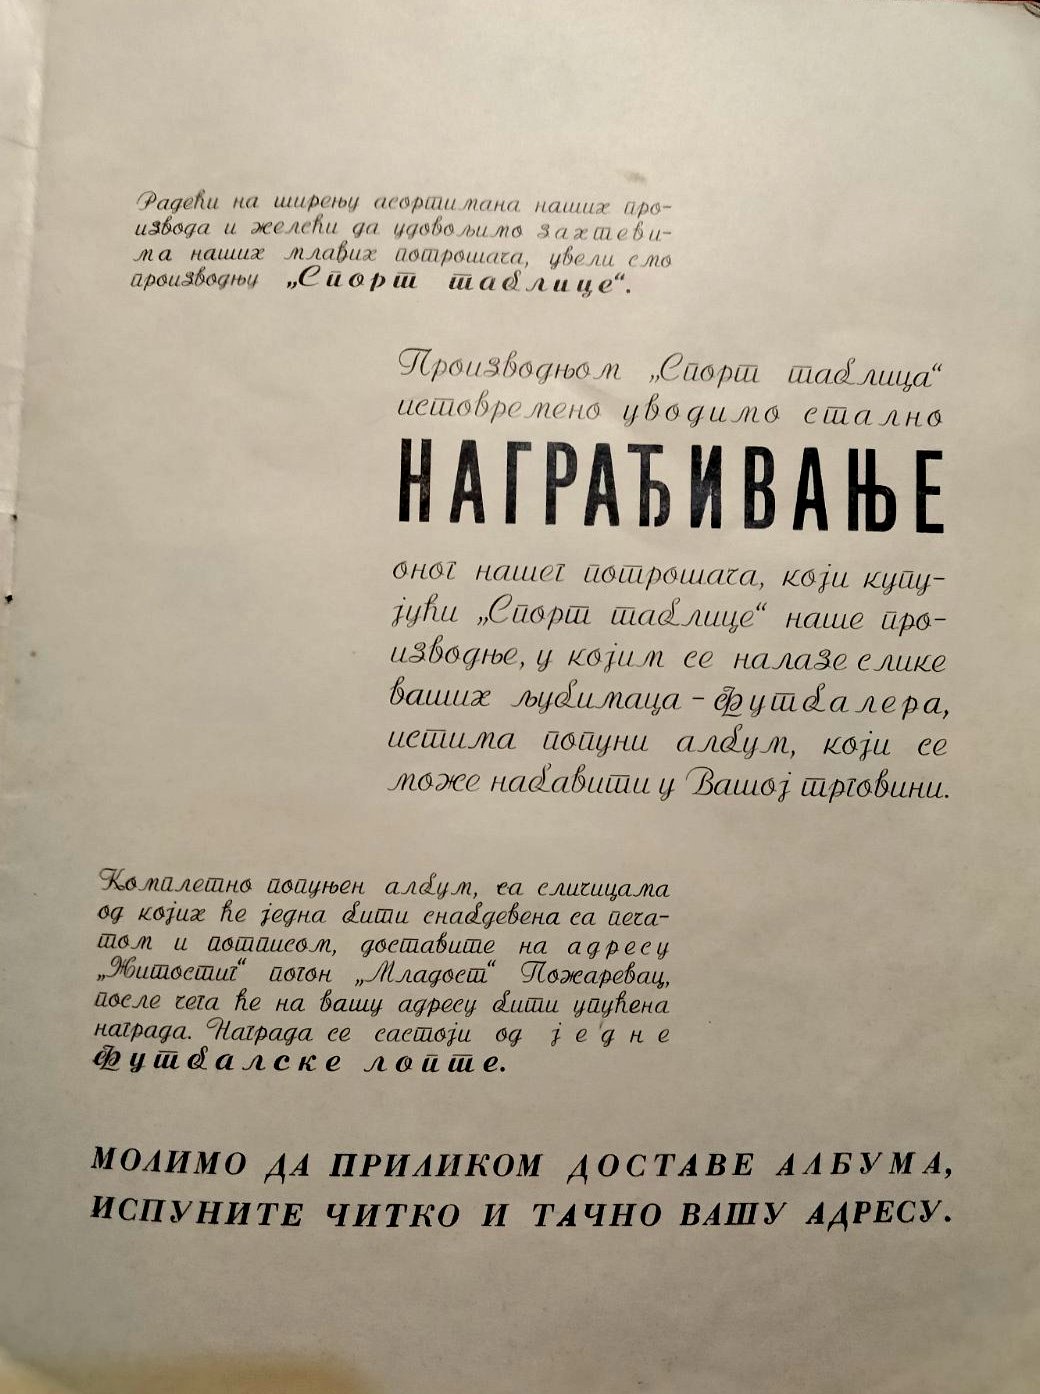 Радећи на ширењу асортимана наших про-
извода и желећи да удовољимо захтеви-
ма наших млађих потрошача, увели смо
производњу „Спорт таблице“.
Производњом „Спорт таблица“
истовремено уводимо стално
НАГРАЂИВАЊЕ
оног нашег потрошача, који купу-
јући „Спорт таблице“ наше про-
изводње, у којим се налазе слике
ваших љубимаца - футбалера,
истима попуни албум, који се
може набавити у Вашој трговини.
Комплетно попуњен албум, са сличицама
од којих ће једна бити снабдевена са печа-
том и потписом, доставите на адресу
„Житостиг“ погон „Младост“ Пожаревац,
после чега ће на вашу адресу бити упућена
награда. Награда се састоји од једне
футбалске лопте.
МОЛИМО ДА ПРИЛИКОМ ДОСТАВЕ АЛБУМА,
ИСПУНИТЕ ЧИТКО И ТАЧНО ВАШУ АДРЕСУ.